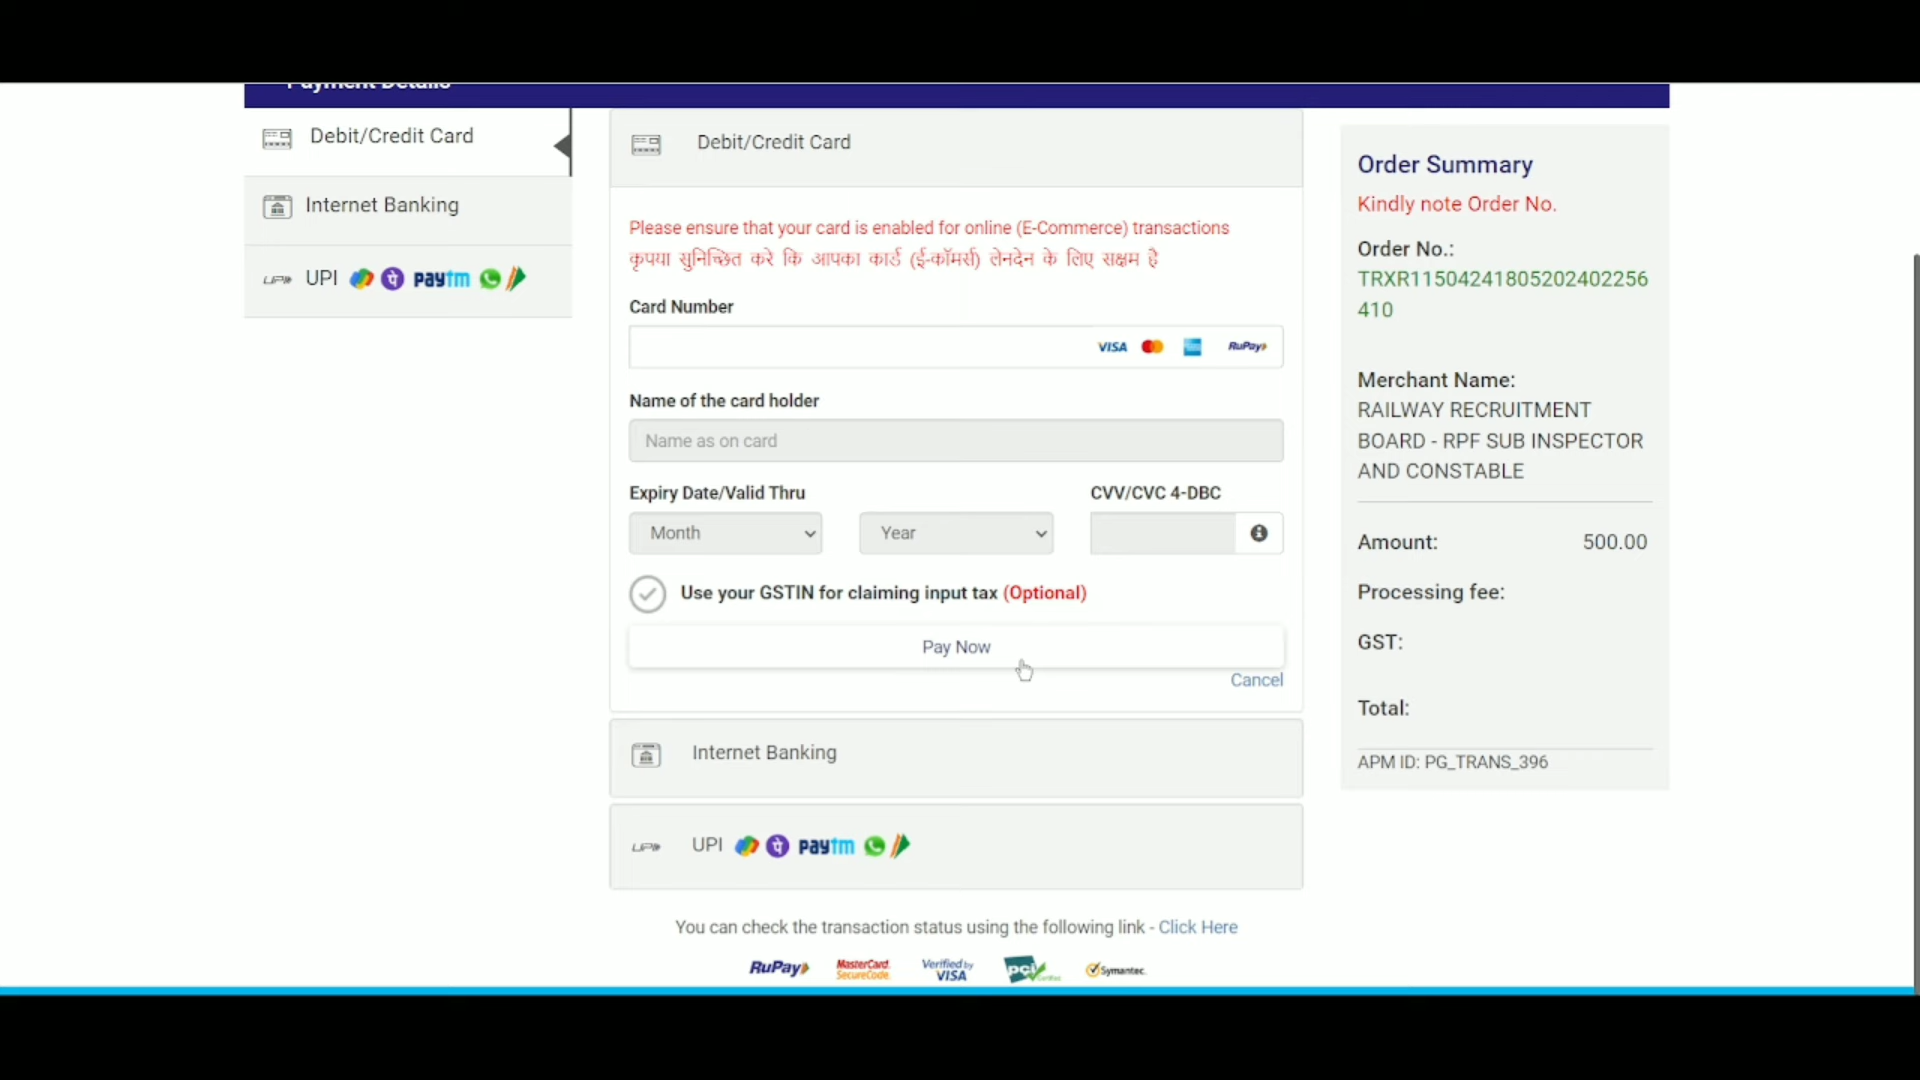 Payment Details
Debit/Credit Card
Internet Banking
UPI paytm
Debit/Credit Card
Please ensure that your card is enabled for online (E-Commerce) transactions
कृपया सुनिच्छित करे कि आपका कार्ड (ई-कॉमर्स) लेनदेन के लिए सक्षम है
Card Number
VISA RuPay
Name of the card holder
Name as on card
Expiry Date/Valid Thru
CVV/CVC 4-DBC
Month
Year
Use your GSTIN for claiming input tax (Optional)
Pay Now
Cancel
Internet Banking
UPI paytm
You can check the transaction status using the following link - Click Here
RuPay MasterCard. SecureCode. Verified by VISA PCI Certified Symantec.
Order Summary
Kindly note Order No.
Order No.:
TRXR11504241805202402256
410
Merchant Name:
RAILWAY RECRUITMENT
BOARD - RPF SUB INSPECTOR
AND CONSTABLE
Amount: 500.00
Processing fee:
GST:
Total:
APM ID: PG_TRANS_396